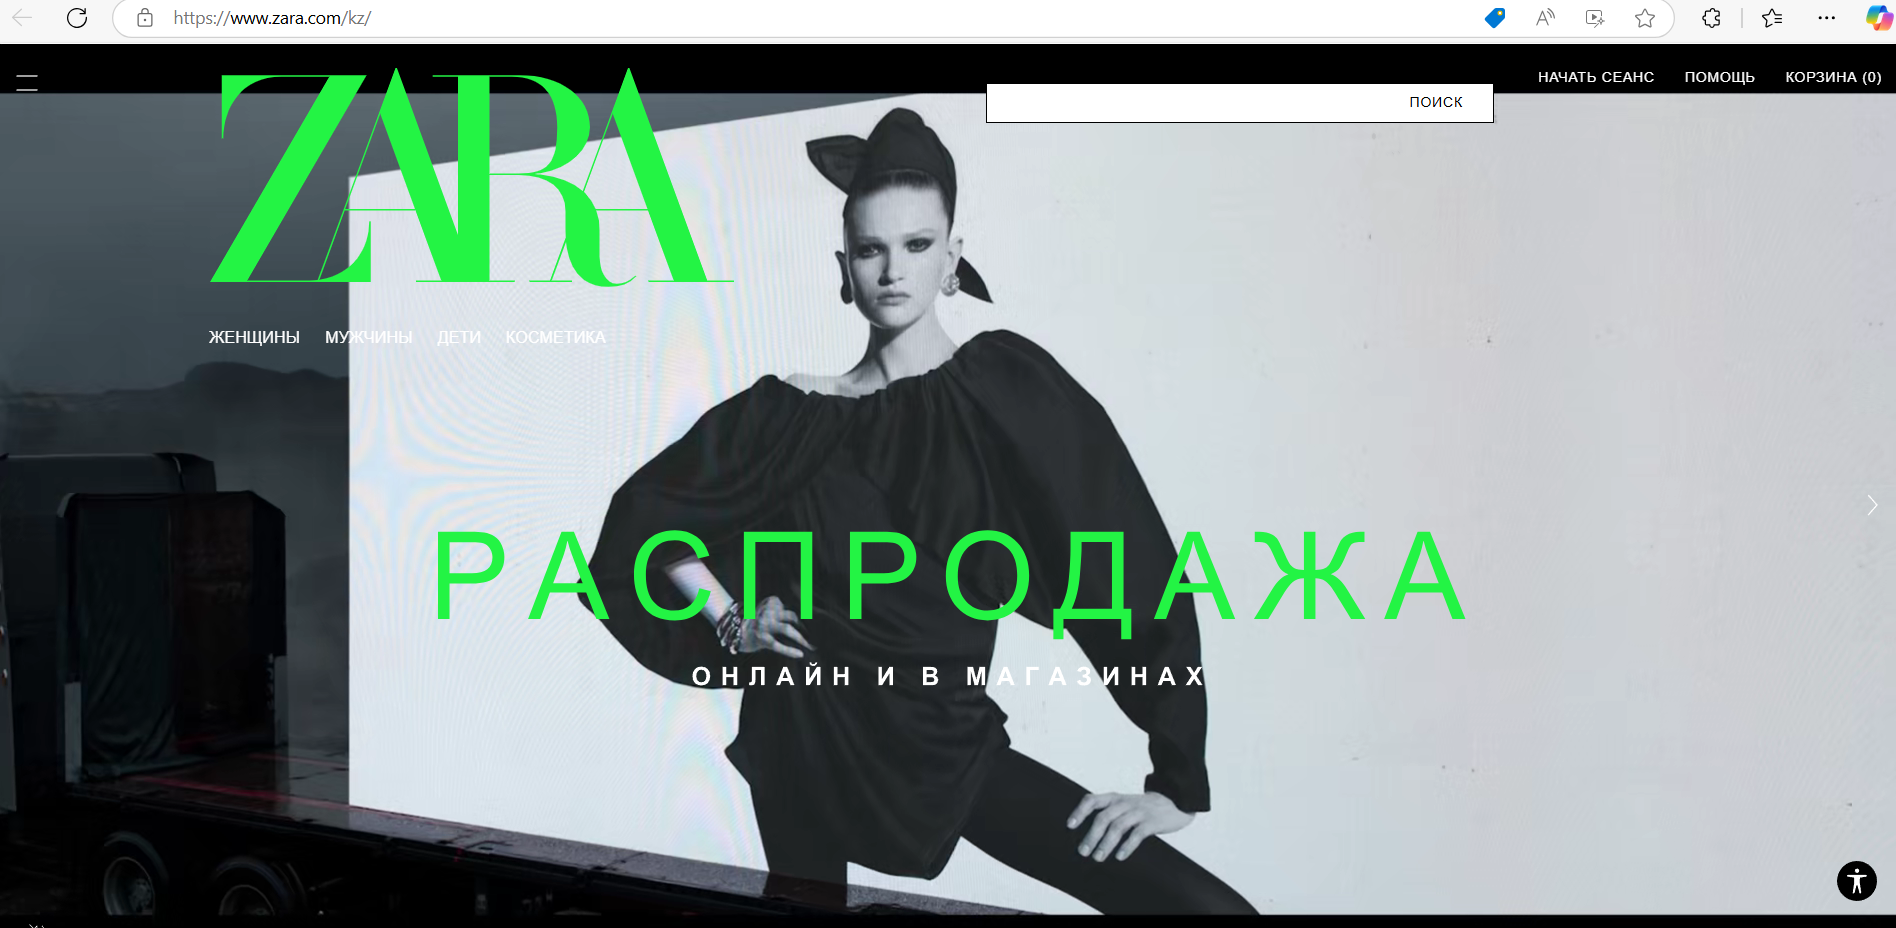 https://www.zara.com/kz/
НАЧАТЬ СЕАНС ПОМОЩЬ КОРЗИНА (0)
ZARA
ПОИСК
ЖЕНЩИНЫ МУЖЧИНЫ ДЕТИ КОСМЕТИКА
РАСПРОДАЖА
ОНЛАЙН И В МАГАЗИНАХ